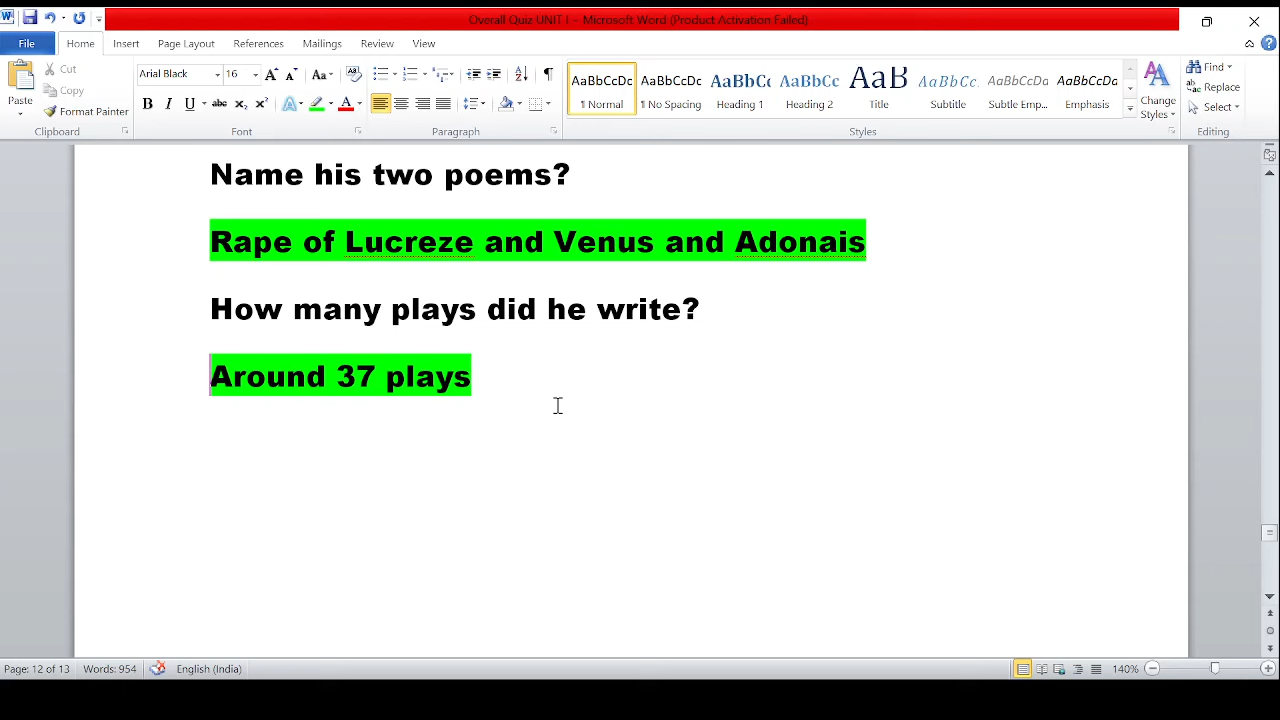 Overall Quiz UNIT I - Microsoft Word (Product Activation Failed)
File Home Insert Page Layout References Mailings Review View
Paste
Cut
Copy
Format Painter
Clipboard
Arial Black 16
Font
Paragraph
AaBbCcDc AaBbCcDc AaBbCc AaBbCc AaB AaBbCc. AaBbCcDc AaBbCcDc
¶ Normal ¶ No Spacing Heading 1 Heading 2 Title Subtitle Subtle Em... Emphasis
Change Styles
Styles
Find
Replace
Select
Editing
Name his two poems?
Rape of Lucreze and Venus and Adonais
How many plays did he write?
Around 37 plays
Page: 12 of 13 Words: 954 English (India) 140%